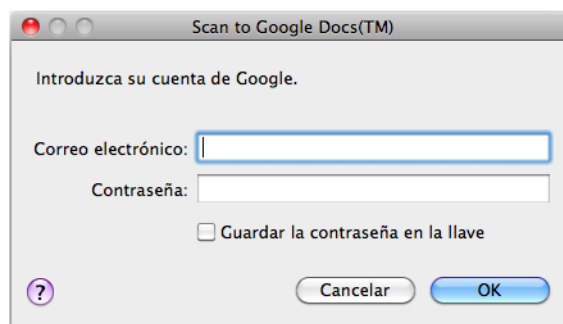 Scan to Google Docs(TM)
Introduzca su cuenta de Google.
Correo electrónico:
Contraseña:
Guardar la contraseña en la llave
? Cancelar OK